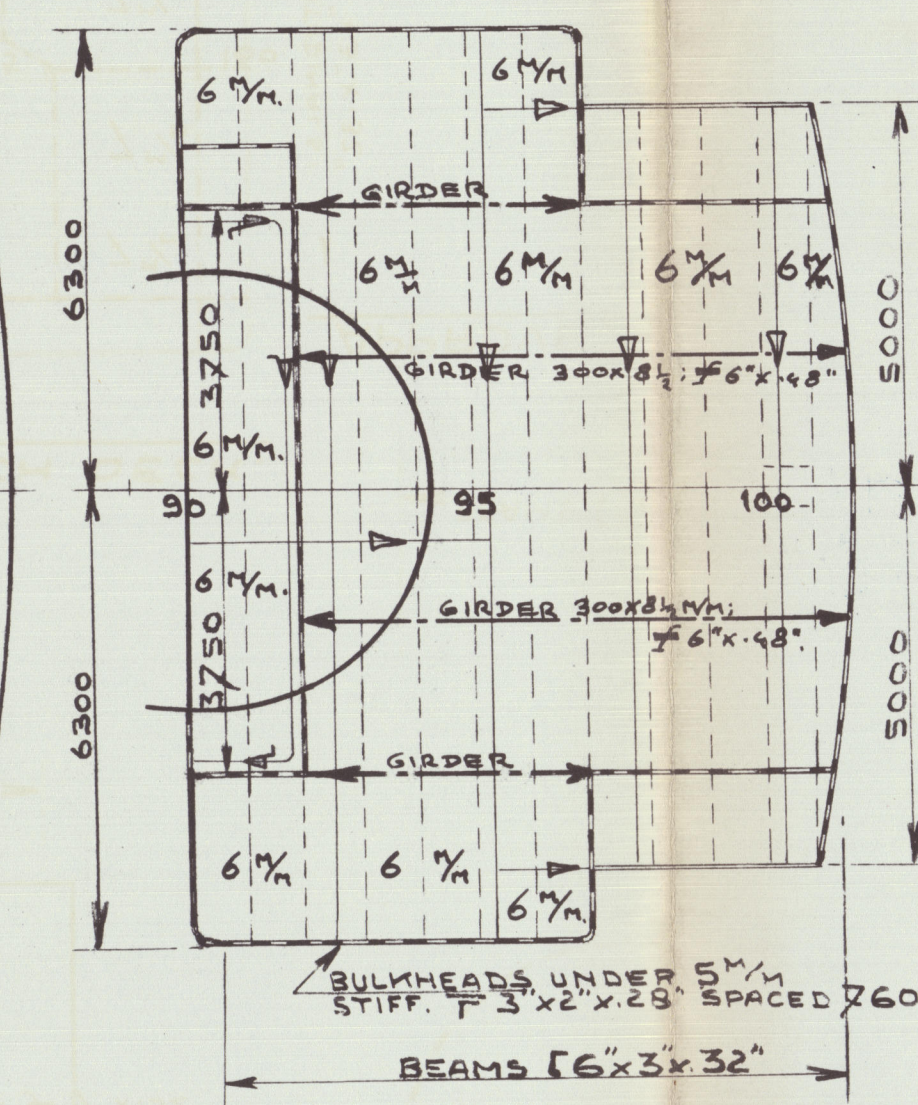 6 M/M.
6 M/M
GIRDER
6300
3750
6 M/M
6 M/M
6 M/M
6 M/M
5000
GIRDER 300x8½; 6"x.48"
6 M/M.
90
95
100
6 M/M.
GIRDER 300x8½ M/M;
6"x.48".
3750
6300
5000
GIRDER
6 M/M
6 M/M
6 M/M.
BULKHEADS UNDER 5 M/M
STIFF. 3"x2"x.28" SPACED 760
BEAMS [6"x3"x.32"